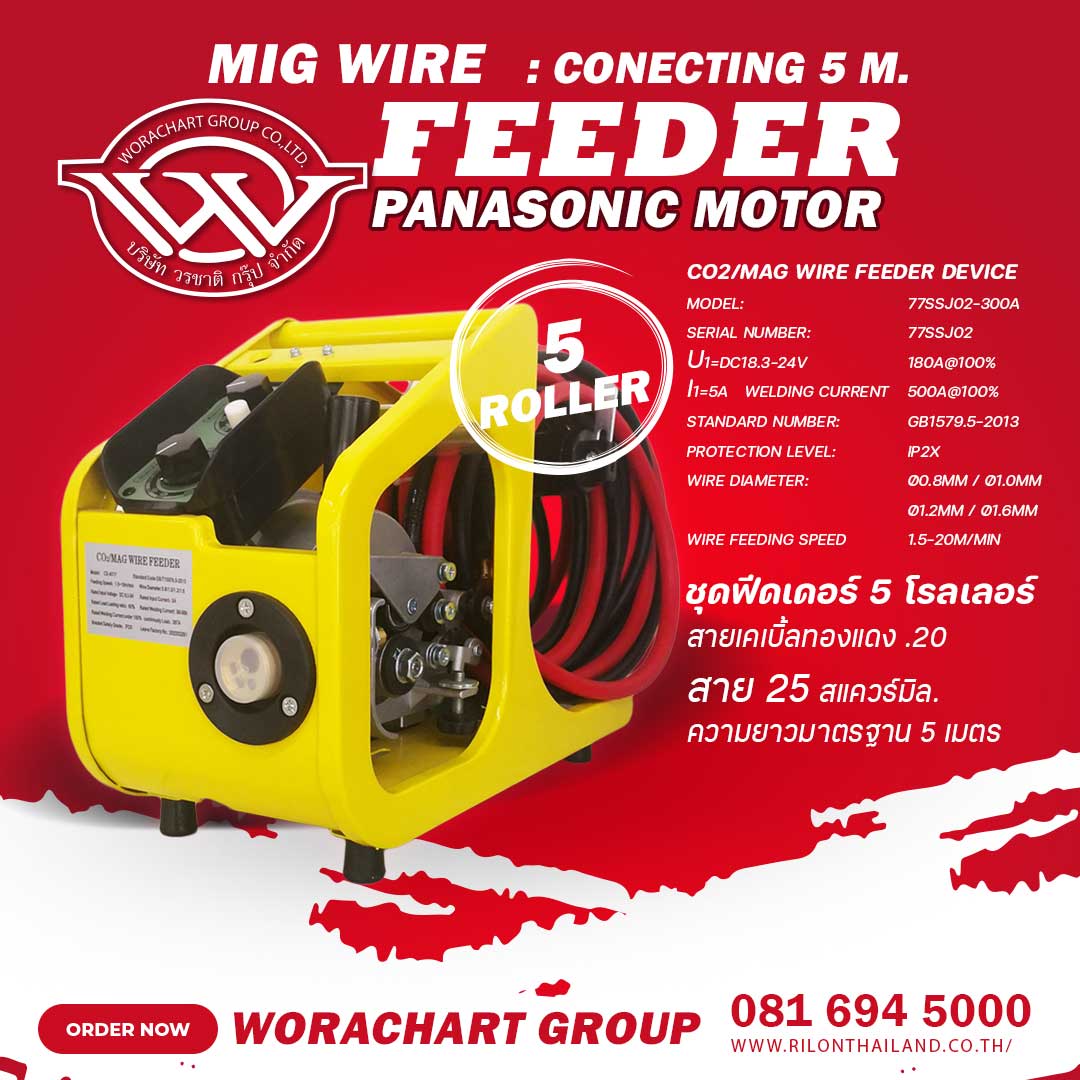 MIG WIRE : CONECTING 5 M.
FEEDER
PANASONIC MOTOR
WORACHART GROUP CO.,LTD.
W
บริษัท วรชาติ กรุ๊ป จำกัด
5
ROLLER
CO2/MAG WIRE FEEDER DEVICE
MODEL: 77SSJ02-300A
SERIAL NUMBER: 77SSJ02
U1=DC18.3-24V 180A@100%
I1=5A WELDING CURRENT 500A@100%
STANDARD NUMBER: GB1579.5-2013
PROTECTION LEVEL: IP2X
WIRE DIAMETER: Ø0.8MM / Ø1.0MM
Ø1.2MM / Ø1.6MM
WIRE FEEDING SPEED 1.5-20M/MIN
ชุดฟีดเดอร์ 5 โรลเลอร์
สายเคเบิ้ลทองแดง .20
สาย 25 สแควร์มิล.
ความยาวมาตรฐาน 5 เมตร
CO2/MAG WIRE FEEDER
ORDER NOW
WORACHART GROUP
081 694 5000
WWW.RILONTHAILAND.CO.TH/